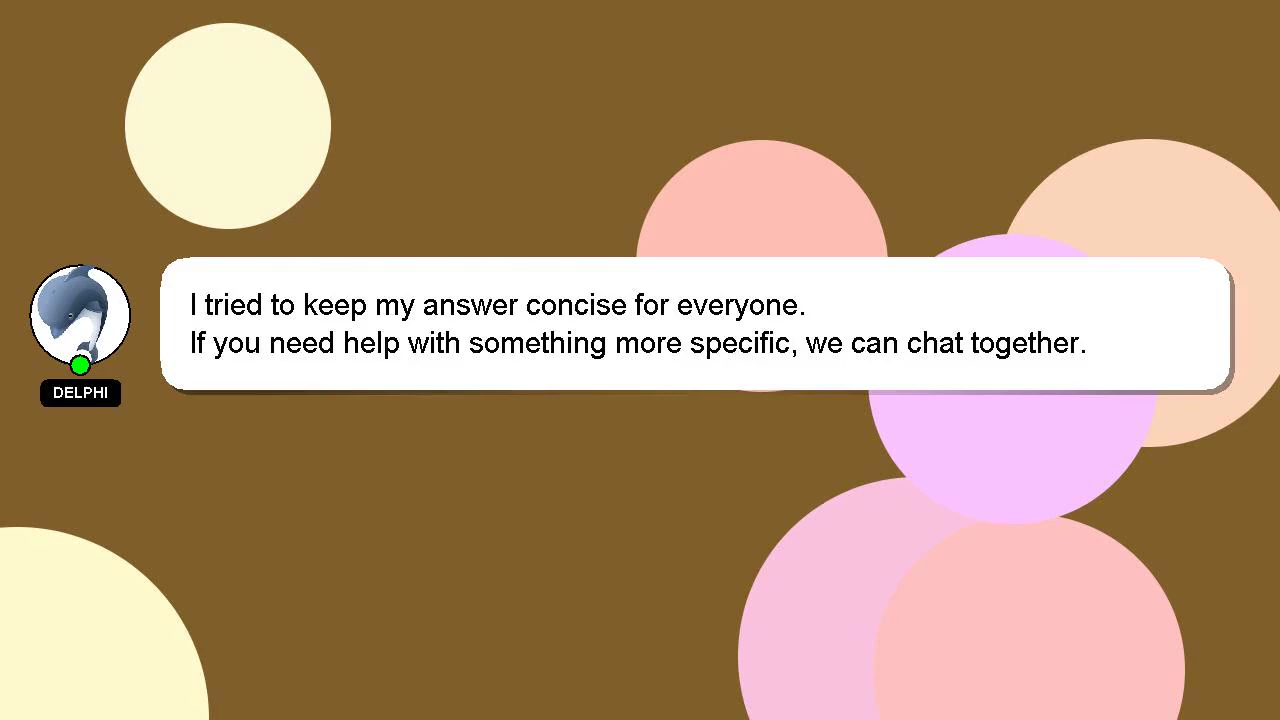 I tried to keep my answer concise for everyone.
If you need help with something more specific, we can chat together.
DELPHI